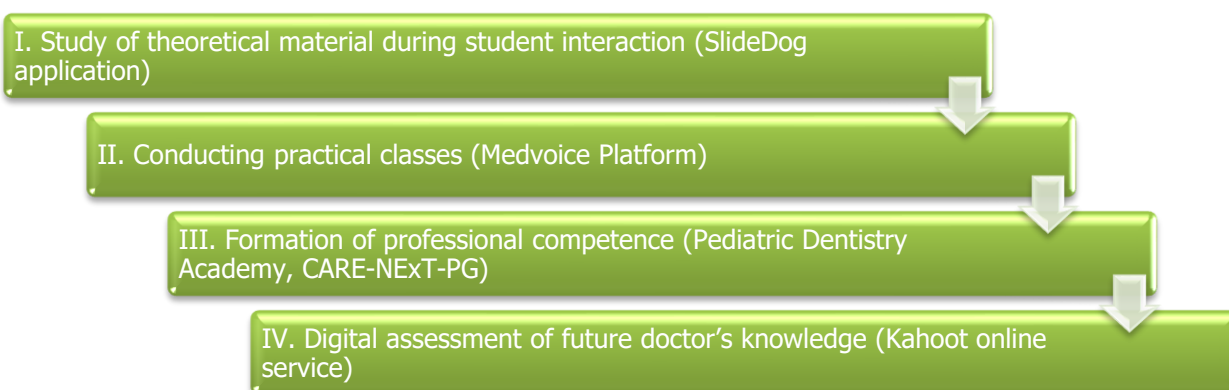 I. Study of theoretical material during student interaction (SlideDog
application)
II. Conducting practical classes (Medvoice Platform)
III. Formation of professional competence (Pediatric Dentistry
Academy, CARE-NExT-PG)
IV. Digital assessment of future doctor’s knowledge (Kahoot online
service)